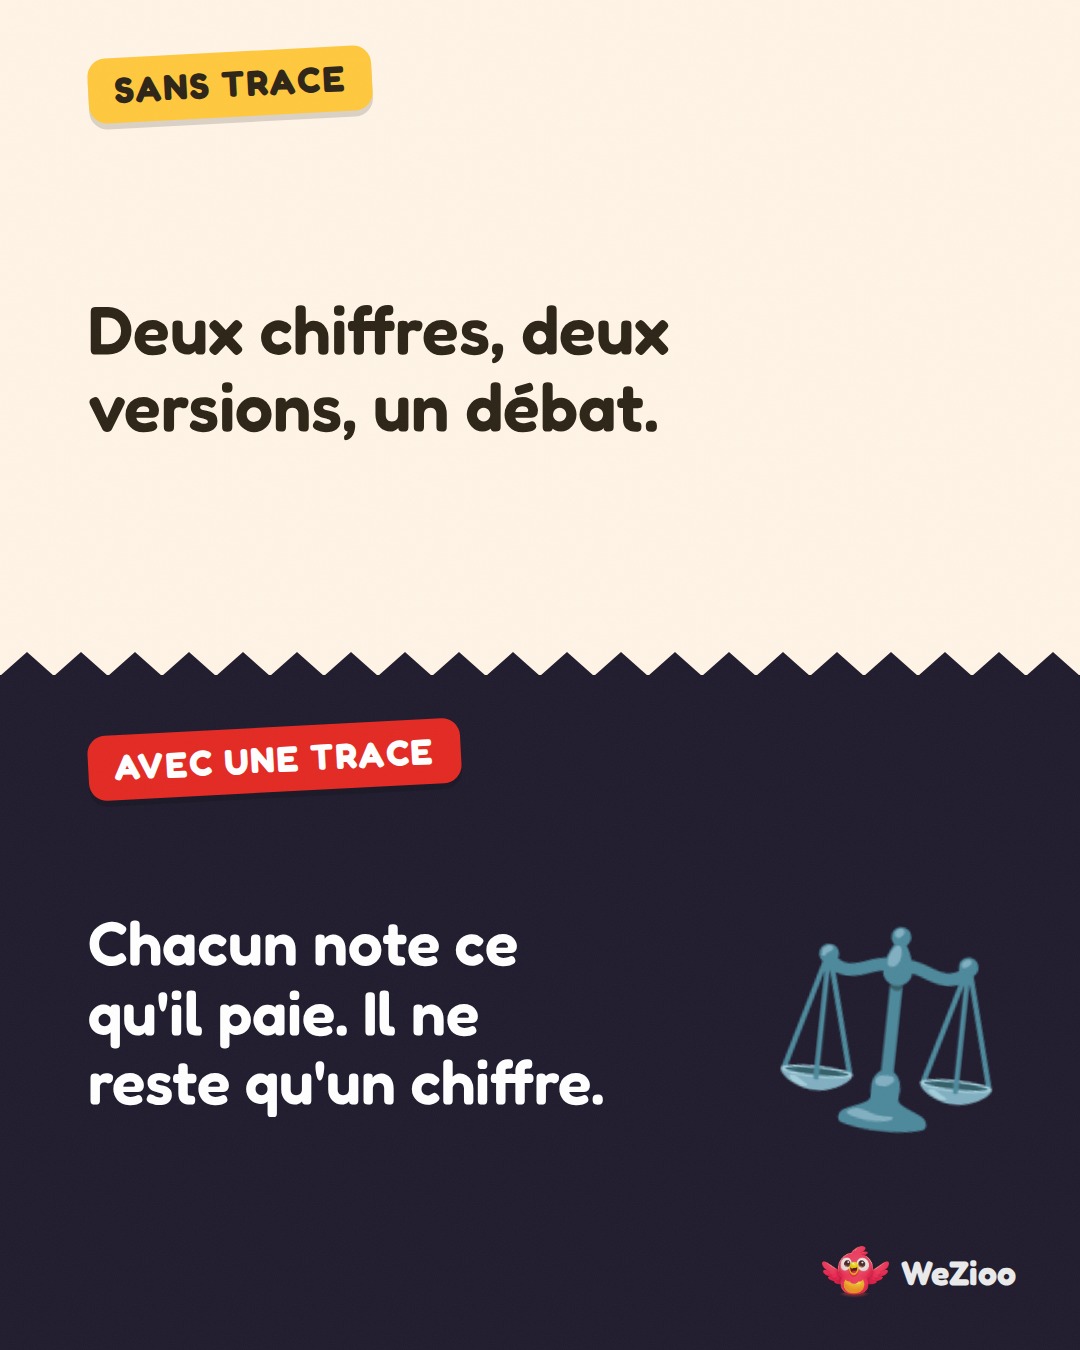 SANS TRACE
Deux chiffres, deux
versions, un débat.
AVEC UNE TRACE
Chacun note ce
qu'il paie. Il ne
reste qu'un chiffre.
WeZioo